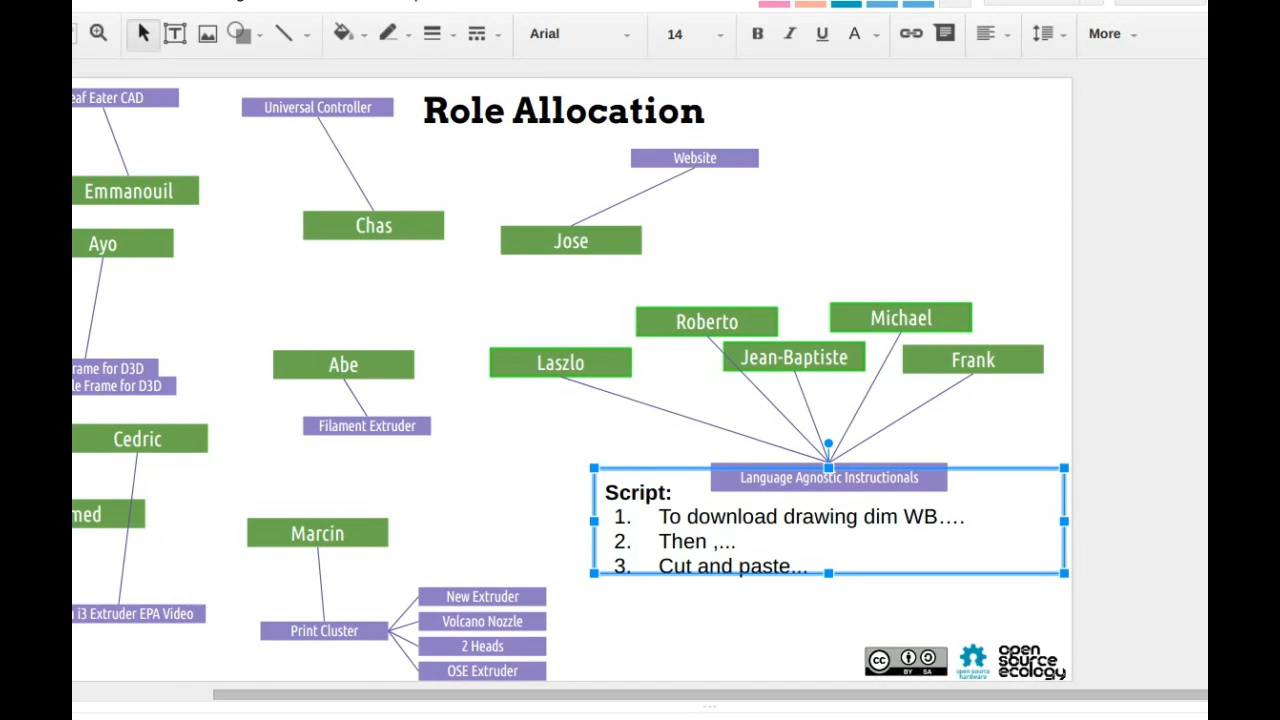 Arial
14
B
I
U
A
More
eaf Eater CAD
Universal Controller
Role Allocation
Website
Emmanouil
Chas
Jose
Ayo
Roberto
Michael
Jean-Baptiste
Frank
Laszlo
Abe
rame for D3D
le Frame for D3D
Filament Extruder
Cedric
Language Agnostic Instructionals
Script:
1. To download drawing dim WB….
2. Then ,...
3. Cut and paste...
med
Marcin
i3 Extruder EPA Video
Print Cluster
New Extruder
Volcano Nozzle
2 Heads
OSE Extruder
cc
BY SA
open source hardware
open
source
ecology